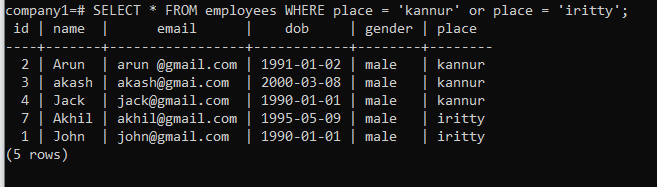 company1=# SELECT * FROM employees WHERE place = 'kannur' or place = 'iritty';
 id | name  |      email      |    dob     | gender | place
----+-------+-----------------+------------+--------+--------
  2 | Arun  | arun @gmail.com | 1991-01-02 | male   | kannur
  3 | akash | akash@gmai.com  | 2000-03-08 | male   | kannur
  4 | Jack  | jack@gmail.com  | 1990-01-01 | male   | kannur
  7 | Akhil | akhil@gmail.com | 1995-05-09 | male   | iritty
  1 | John  | john@gmail.com  | 1990-01-01 | male   | iritty
(5 rows)